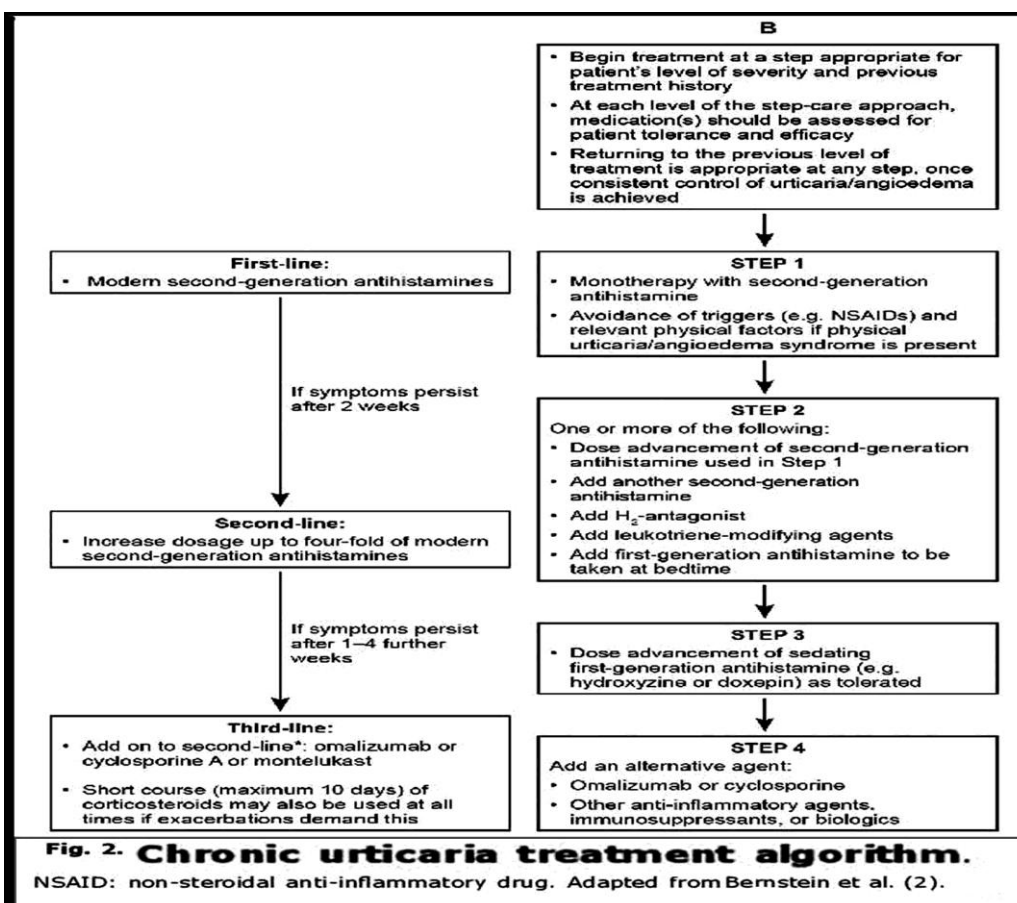 First-line:
• Modern second-generation antihistamines
If symptoms persist
after 2 weeks
Second-line:
• Increase dosage up to four-fold of modern
second-generation antihistamines
If symptoms persist
after 1–4 further
weeks
Third-line:
• Add on to second-line*: omalizumab or
cyclosporine A or montelukast
• Short course (maximum 10 days) of
corticosteroids may also be used at all
times if exacerbations demand this
B
• Begin treatment at a step appropriate for
patient's level of severity and previous
treatment history
• At each level of the step-care approach,
medication(s) should be assessed for
patient tolerance and efficacy
• Returning to the previous level of
treatment is appropriate at any step, once
consistent control of urticaria/angioedema
is achieved
STEP 1
• Monotherapy with second-generation
antihistamine
• Avoidance of triggers (e.g. NSAIDs) and
relevant physical factors if physical
urticaria/angioedema syndrome is present
STEP 2
One or more of the following:
• Dose advancement of second-generation
antihistamine used in Step 1
• Add another second-generation
antihistamine
• Add H₂-antagonist
• Add leukotriene-modifying agents
• Add first-generation antihistamine to be
taken at bedtime
STEP 3
• Dose advancement of sedating
first-generation antihistamine (e.g.
hydroxyzine or doxepin) as tolerated
STEP 4
Add an alternative agent:
• Omalizumab or cyclosporine
• Other anti-inflammatory agents,
immunosuppressants, or biologics
Fig. 2. Chronic urticaria treatment algorithm.
NSAID: non-steroidal anti-inflammatory drug. Adapted from Bernstein et al. (2).